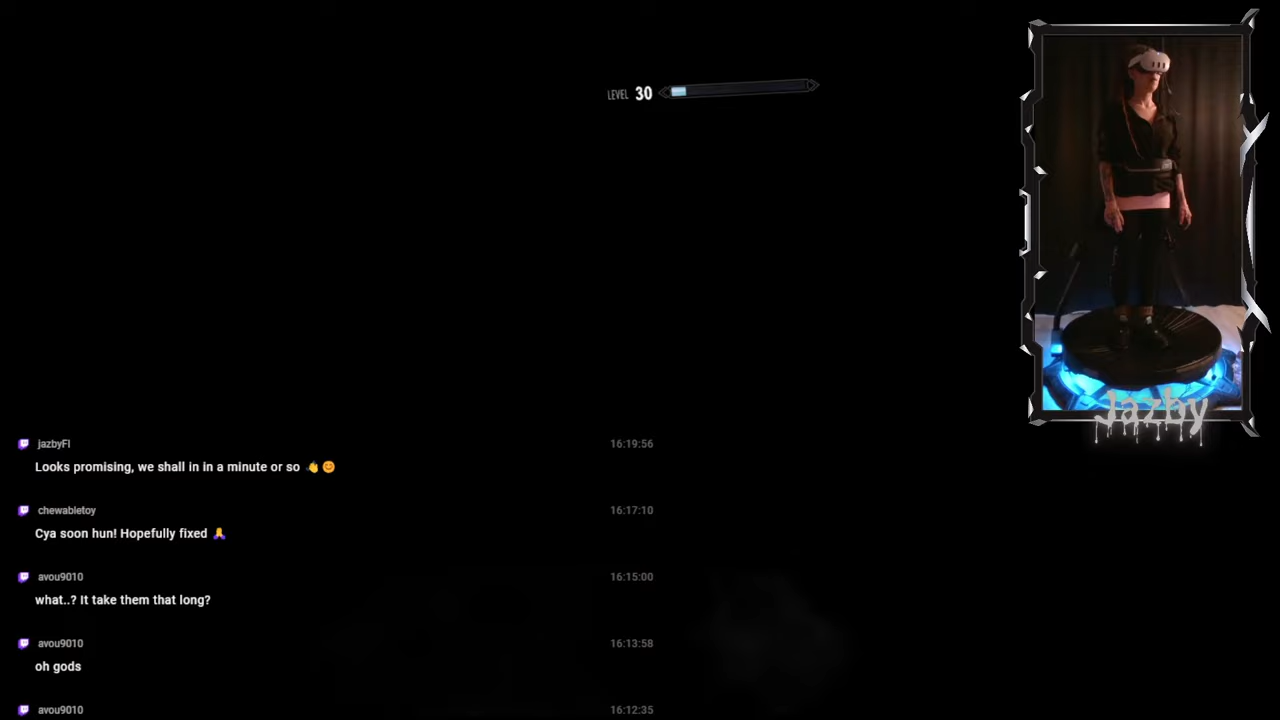 LEVEL 30
Jazby
jazbyFI 16:19:56
Looks promising, we shall in in a minute or so 👏 😊
chewabletoy 16:17:10
Cya soon hun! Hopefully fixed 🙏
avou9010 16:15:00
what..? It take them that long?
avou9010 16:13:58
oh gods
avou9010 16:12:35